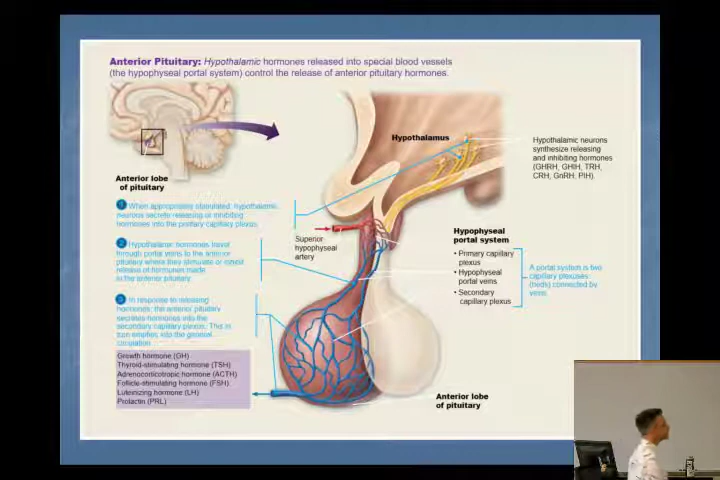 Anterior Pituitary: Hypothalamic hormones released into special blood vessels
(the hypophyseal portal system) control the release of anterior pituitary hormones.
Hypothalamus
Hypothalamic neurons
synthesize releasing
and inhibiting hormones
(GHRH, GHIH, TRH,
CRH, GnRH, PIH).
Anterior lobe
of pituitary
1 When appropriately stimulated, hypothalamic
neurons secrete releasing or inhibiting
hormones into the primary capillary plexus.
2 Hypothalamic hormones travel
through portal veins to the anterior
pituitary where they stimulate or inhibit
release of hormones made
in the anterior pituitary.
3 In response to releasing
hormones, the anterior pituitary
secretes hormones into the
secondary capillary plexus. This in
turn empties into the general
circulation.
Superior
hypophyseal
artery
Hypophyseal
portal system
• Primary capillary
plexus
• Hypophyseal
portal veins
• Secondary
capillary plexus
A portal system is two
capillary plexuses
(beds) connected by
veins.
Growth hormone (GH)
Thyroid-stimulating hormone (TSH)
Adrenocorticotropic hormone (ACTH)
Follicle-stimulating hormone (FSH)
Luteinizing hormone (LH)
Prolactin (PRL)
Anterior lobe
of pituitary